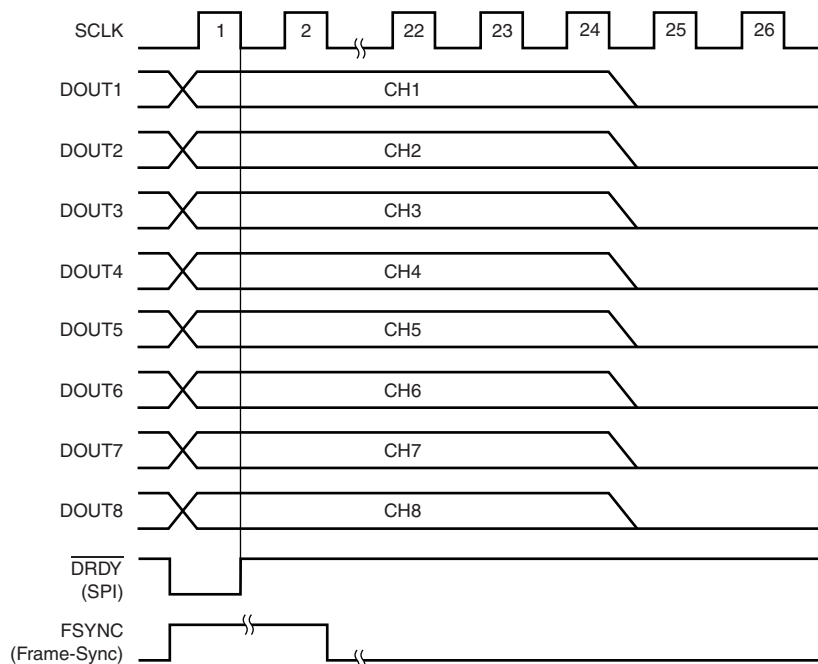 SCLK 1 2 22 23 24 25 26
DOUT1 CH1
DOUT2 CH2
DOUT3 CH3
DOUT4 CH4
DOUT5 CH5
DOUT6 CH6
DOUT7 CH7
DOUT8 CH8
DRDY
(SPI)
FSYNC
(Frame-Sync)